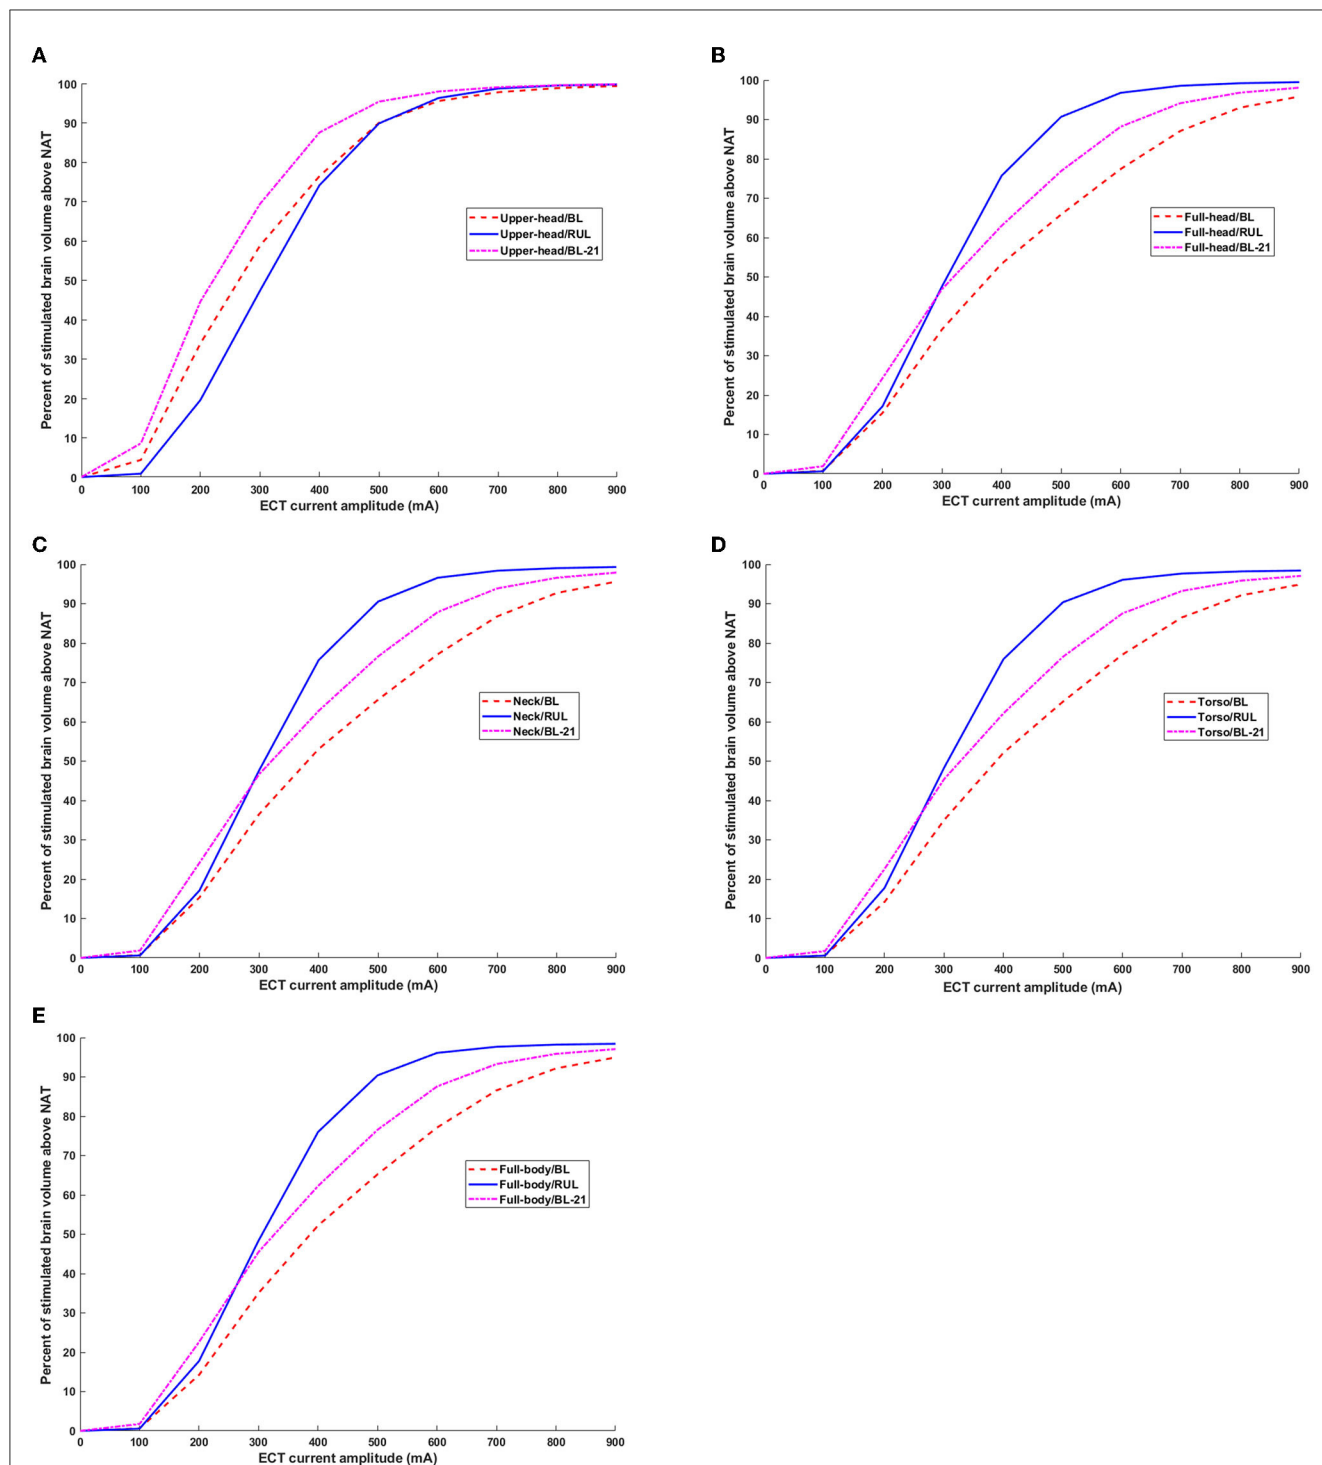 A
Percent of stimulated brain volume above NAT
100
90
80
70
60
50
40
30
20
10
0
Upper-head/BL
Upper-head/RUL
Upper-head/BL-21
0 100 200 300 400 500 600 700 800 900
ECT current amplitude (mA)
B
Percent of stimulated brain volume above NAT
100
90
80
70
60
50
40
30
20
10
0
Full-head/BL
Full-head/RUL
Full-head/BL-21
0 100 200 300 400 500 600 700 800 900
ECT current amplitude (mA)
C
Percent of stimulated brain volume above NAT
100
90
80
70
60
50
40
30
20
10
0
Neck/BL
Neck/RUL
Neck/BL-21
0 100 200 300 400 500 600 700 800 900
ECT current amplitude (mA)
D
Percent of stimulated brain volume above NAT
100
90
80
70
60
50
40
30
20
10
0
Torso/BL
Torso/RUL
Torso/BL-21
0 100 200 300 400 500 600 700 800 900
ECT current amplitude (mA)
E
Percent of stimulated brain volume above NAT
100
90
80
70
60
50
40
30
20
10
0
Full-body/BL
Full-body/RUL
Full-body/BL-21
0 100 200 300 400 500 600 700 800 900
ECT current amplitude (mA)